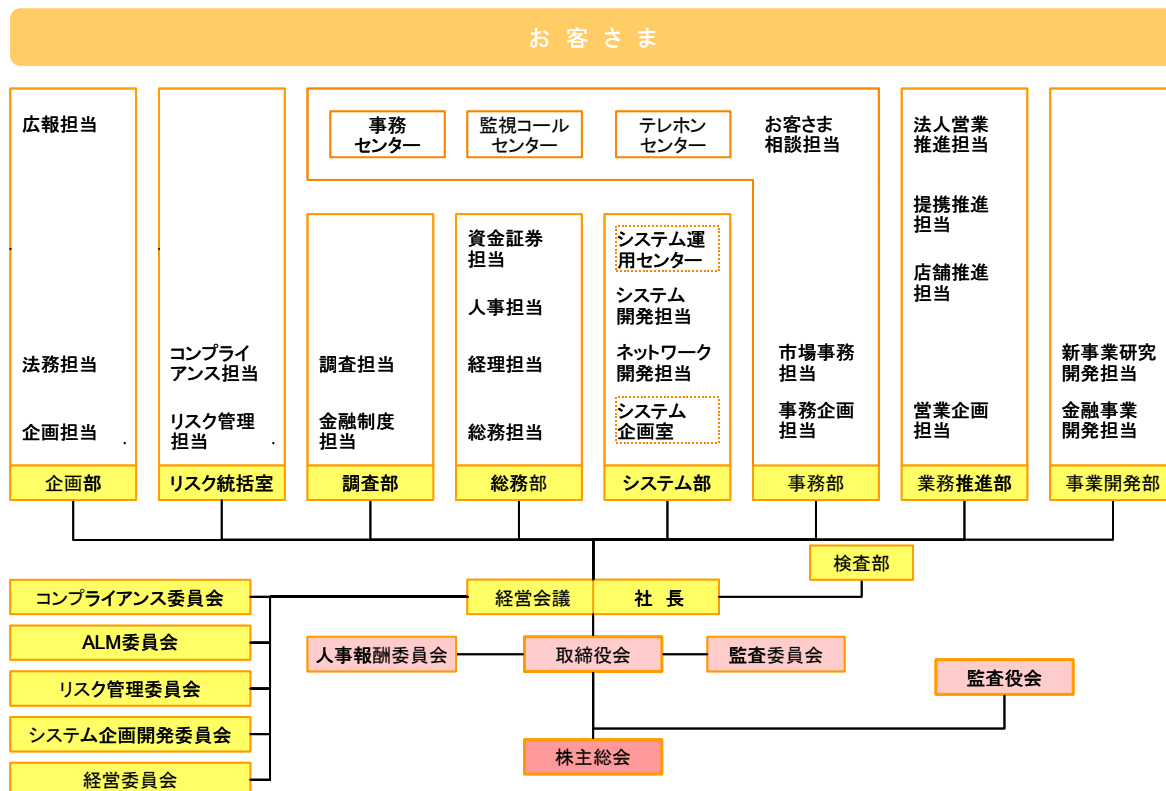 お客さま
広報担当
法務担当
企画担当
企画部
コンプライ
アンス担当
リスク管理
担当
リスク統括室
事務
センター
監視コール
センター
テレホン
センター
お客さま
相談担当
調査担当
金融制度
担当
調査部
資金証券
担当
人事担当
経理担当
総務担当
総務部
システム運
用センター
システム
開発担当
ネットワーク
開発担当
システム
企画室
システム部
市場事務
担当
事務企画
担当
事務部
法人営業
推進担当
提携推進
担当
店舗推進
担当
営業企画
担当
業務推進部
新事業研究
開発担当
金融事業
開発担当
事業開発部
検査部
経営会議
社 長
コンプライアンス委員会
ALM委員会
リスク管理委員会
システム企画開発委員会
経営委員会
人事報酬委員会
取締役会
監査委員会
監査役会
株主総会